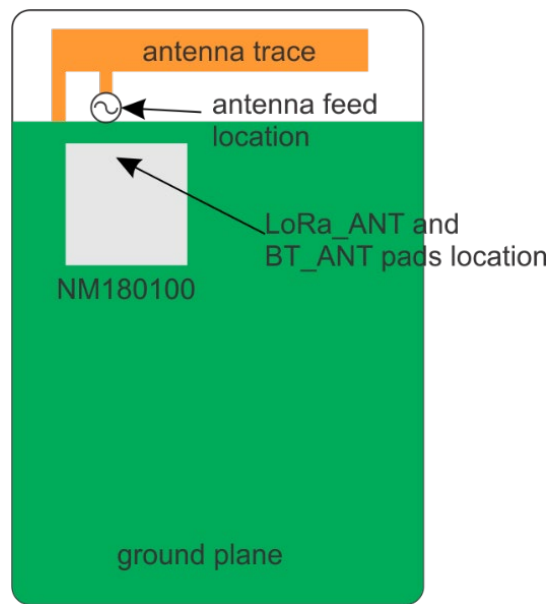 antenna trace
antenna feed
location
LoRa_ANT and
BT_ANT pads location
NM180100
ground plane